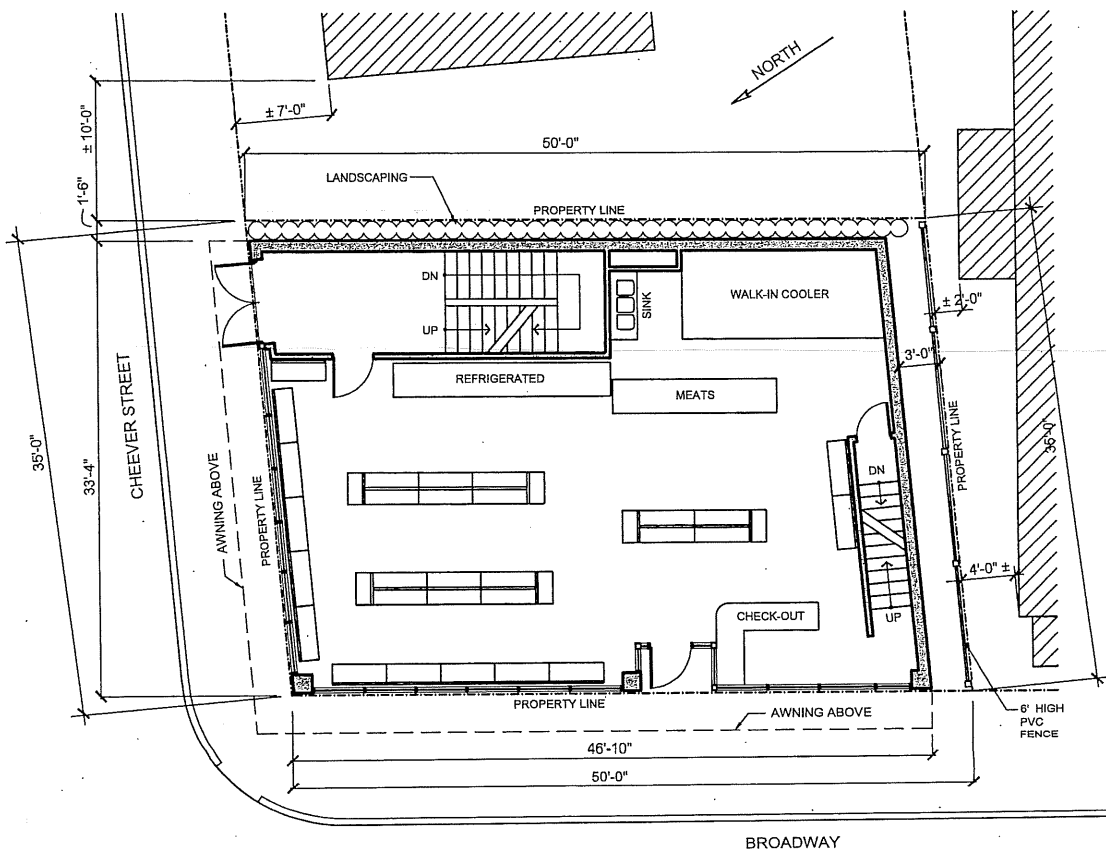 NORTH
± 7'-0"
± 10'-0"
1'-6"
50'-0"
LANDSCAPING
PROPERTY LINE
DN
UP
SINK
WALK-IN COOLER
± 2'-0"
3'-0"
REFRIGERATED
MEATS
CHEEVER STREET
35'-0"
33'-4"
AWNING ABOVE
PROPERTY LINE
DN
UP
PROPERTY LINE
4'-0" ±
CHECK-OUT
PROPERTY LINE
AWNING ABOVE
6' HIGH
PVC
FENCE
46'-10"
50'-0"
BROADWAY